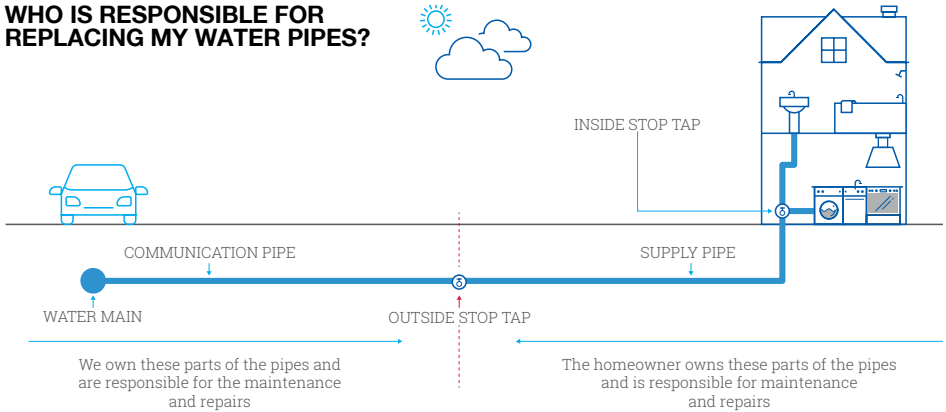 WHO IS RESPONSIBLE FOR
REPLACING MY WATER PIPES?
INSIDE STOP TAP
COMMUNICATION PIPE
SUPPLY PIPE
WATER MAIN
OUTSIDE STOP TAP
We own these parts of the pipes and
are responsible for the maintenance
and repairs
The homeowner owns these parts of the pipes
and is responsible for maintenance
and repairs